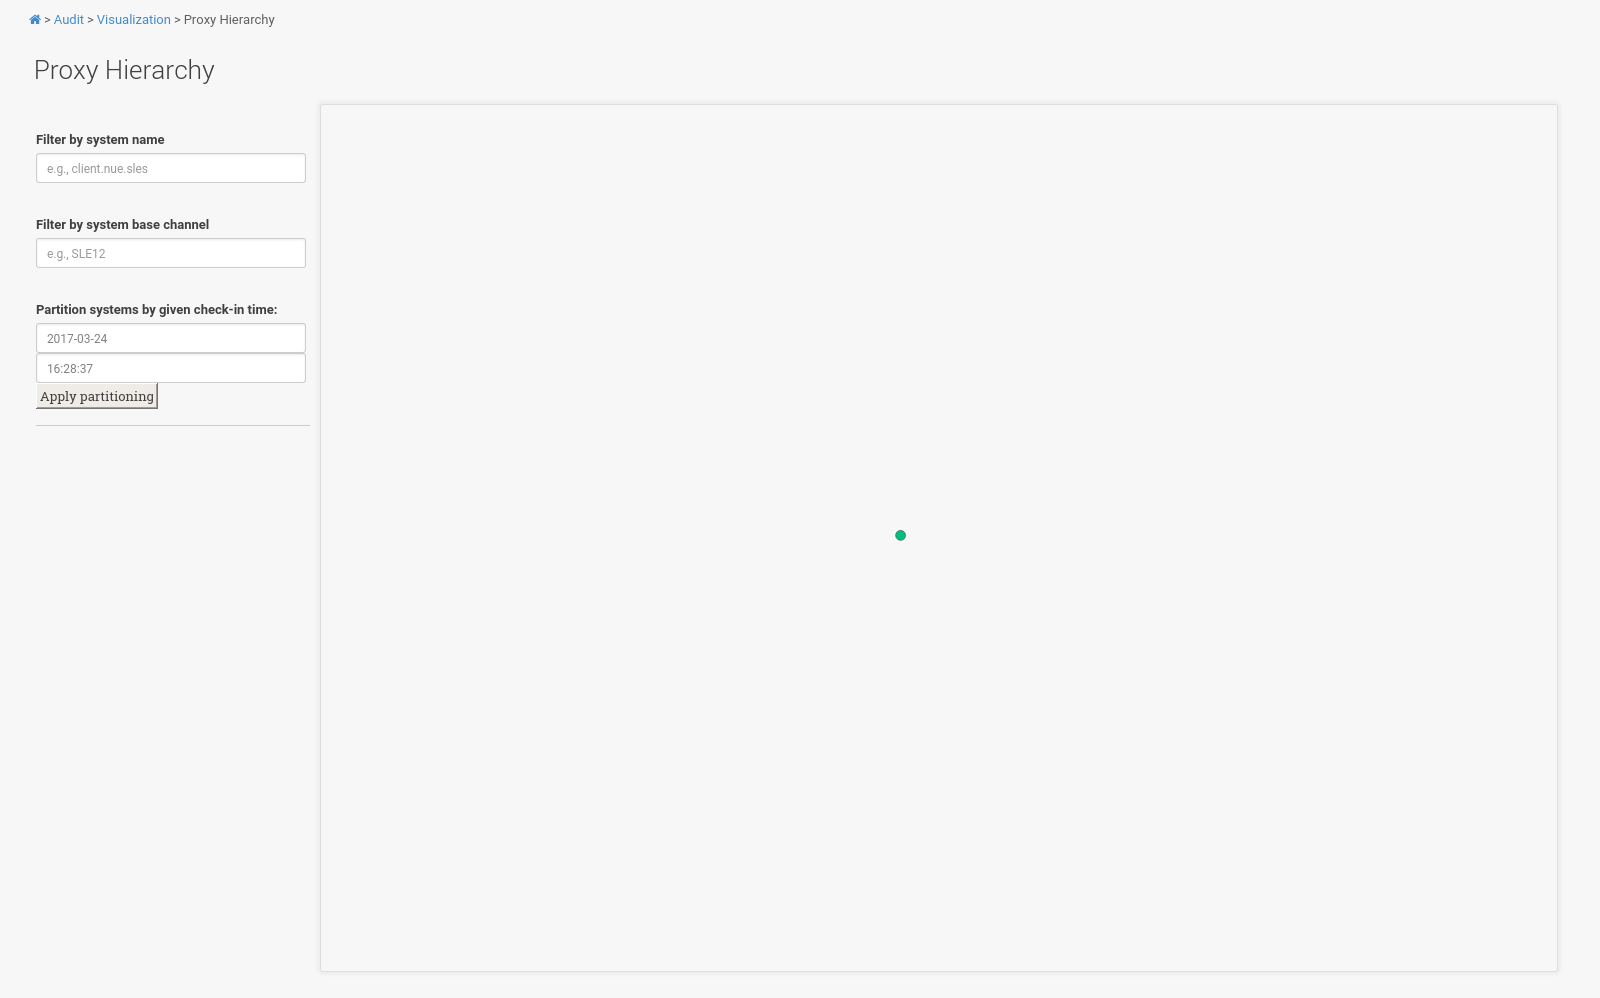 > Audit > Visualization > Proxy Hierarchy
Proxy Hierarchy
Filter by system name
e.g., client.nue.sles
Filter by system base channel
e.g., SLE12
Partition systems by given check-in time:
2017-03-24
16:28:37
Apply partitioning